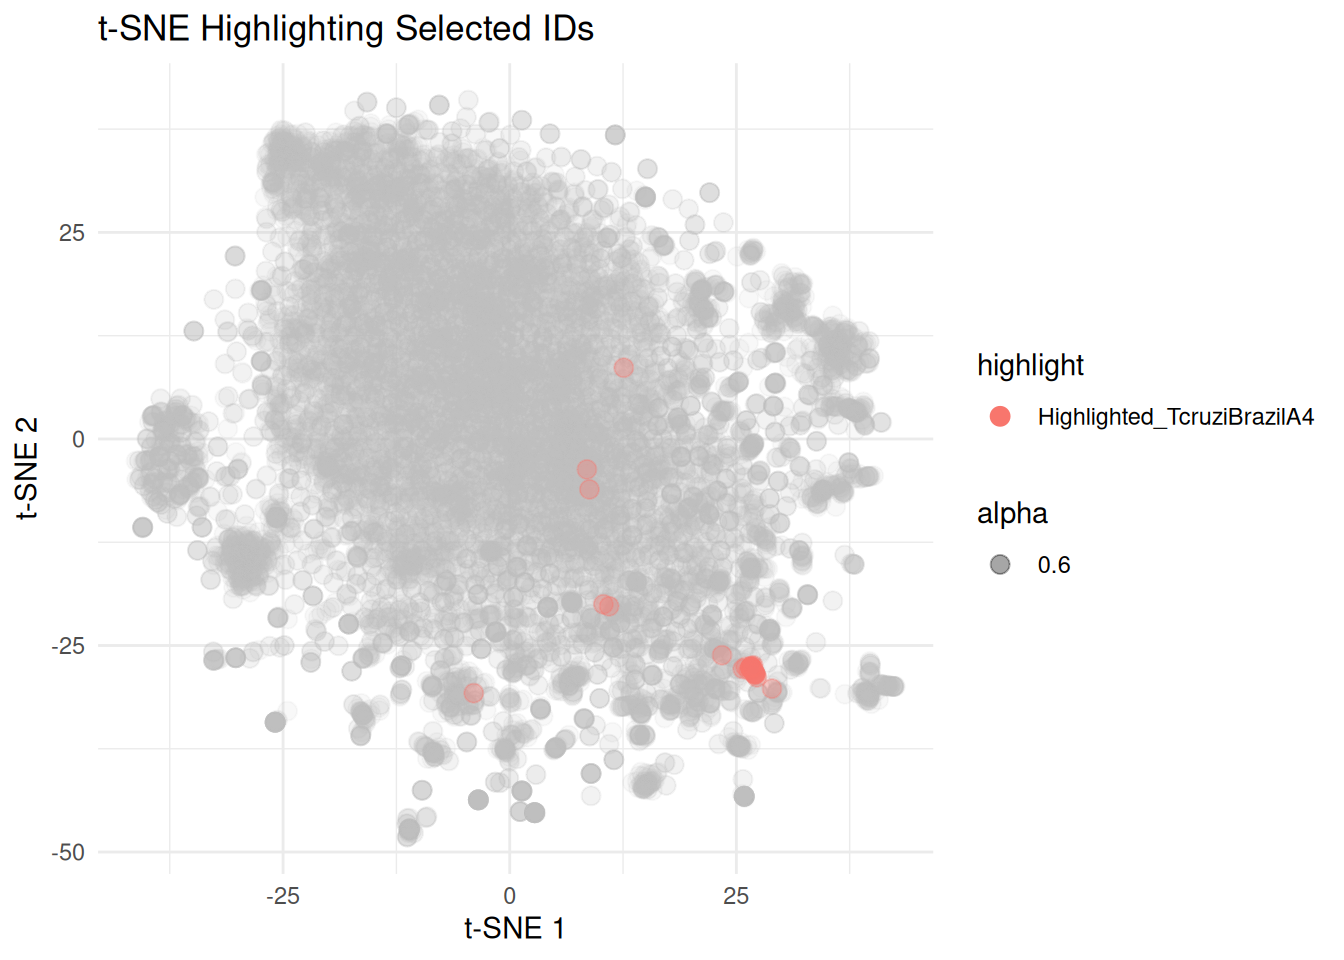 t-SNE Highlighting Selected IDs
25
0
-25
-50
-25
0
25
t-SNE 1
t-SNE 2
highlight
Highlighted_TcruziBrazilA4
alpha
0.6